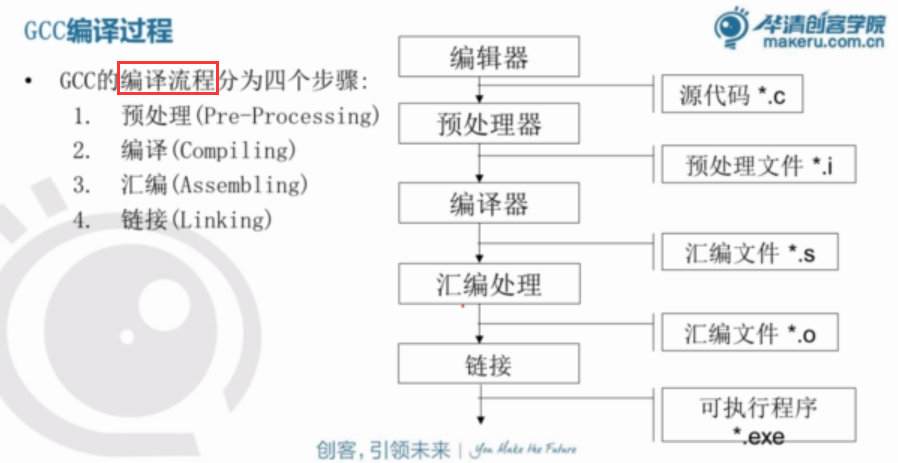 GCC编译过程
华清创客学院
makeru.com.cn
• GCC的编译流程分为四个步骤:
1. 预处理(Pre-Processing)
2. 编译(Compiling)
3. 汇编(Assembling)
4. 链接(Linking)
编辑器
源代码 *.c
预处理器
预处理文件 *.i
编译器
汇编文件 *.s
汇编处理
汇编文件 *.o
链接
可执行程序
*.exe
创客，引领未来 | You Make the Future